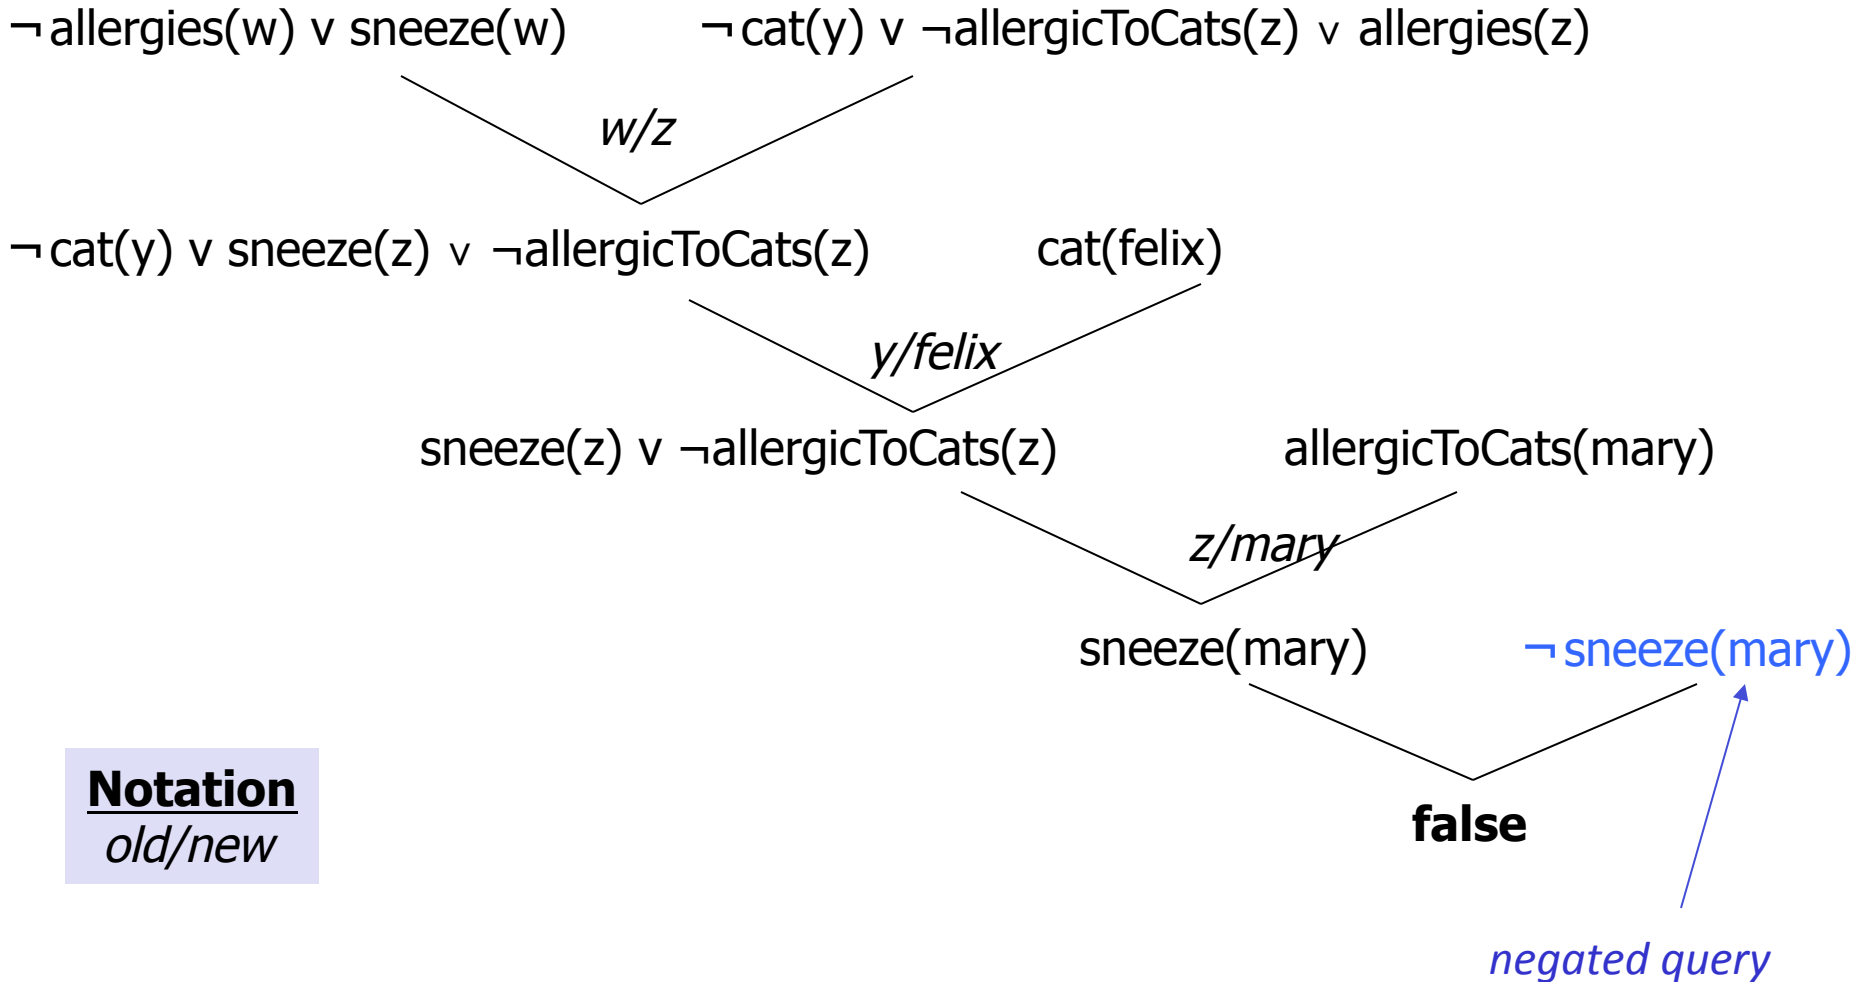 ¬allergies(w) v sneeze(w) ¬cat(y) v ¬allergicToCats(z) v allergies(z)
w/z
¬cat(y) v sneeze(z) v ¬allergicToCats(z) cat(felix)
y/felix
sneeze(z) v ¬allergicToCats(z) allergicToCats(mary)
z/mary
sneeze(mary) ¬sneeze(mary)
Notation
old/new
false
negated query